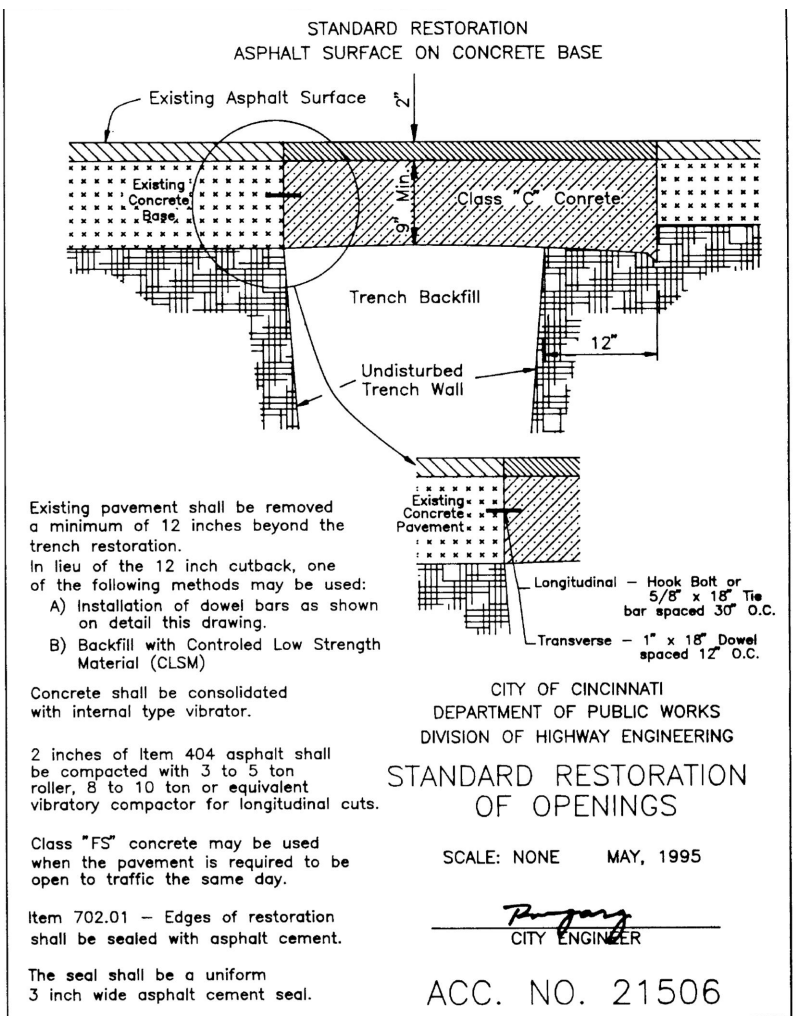 STANDARD RESTORATION
ASPHALT SURFACE ON CONCRETE BASE
Existing Asphalt Surface
2"
Existing
Concrete
Base
9" Min.
Class "C" Conrete
Trench Backfill
12"
Undisturbed
Trench Wall
Existing
Concrete
Pavement
Longitudinal – Hook Bolt or
5/8" x 18" Tie
bar spaced 30" O.C.
Transverse – 1" x 18" Dowel
spaced 12" O.C.
Existing pavement shall be removed
a minimum of 12 inches beyond the
trench restoration.
In lieu of the 12 inch cutback, one
of the following methods may be used:
A) Installation of dowel bars as shown
on detail this drawing.
B) Backfill with Controled Low Strength
Material (CLSM)
Concrete shall be consolidated
with internal type vibrator.
2 inches of Item 404 asphalt shall
be compacted with 3 to 5 ton
roller, 8 to 10 ton or equivalent
vibratory compactor for longitudinal cuts.
Class "FS" concrete may be used
when the pavement is required to be
open to traffic the same day.
Item 702.01 – Edges of restoration
shall be sealed with asphalt cement.
The seal shall be a uniform
3 inch wide asphalt cement seal.
CITY OF CINCINNATI
DEPARTMENT OF PUBLIC WORKS
DIVISION OF HIGHWAY ENGINEERING
STANDARD RESTORATION
OF OPENINGS
SCALE: NONE MAY, 1995
CITY ENGINEER
ACC. NO. 21506